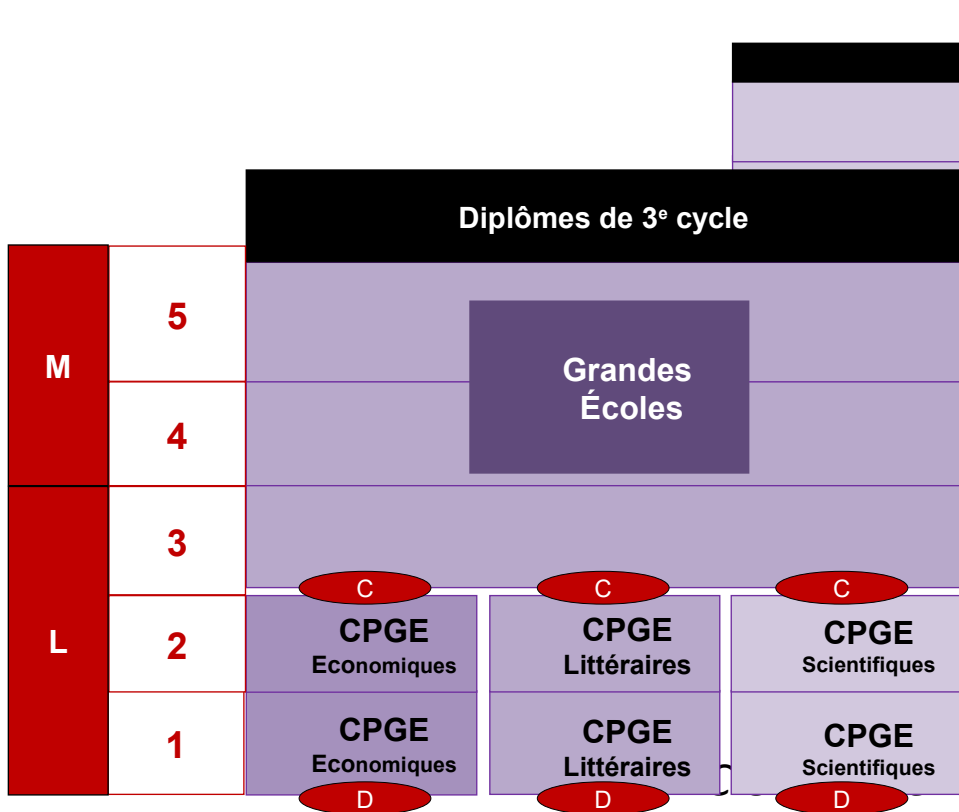 Diplômes de 3e cycle
5
M
Grandes
Écoles
4
3
C C C
L
2
CPGE
Economiques
CPGE
Littéraires
CPGE
Scientifiques
1
CPGE
Economiques
CPGE
Littéraires
CPGE
Scientifiques
D D D